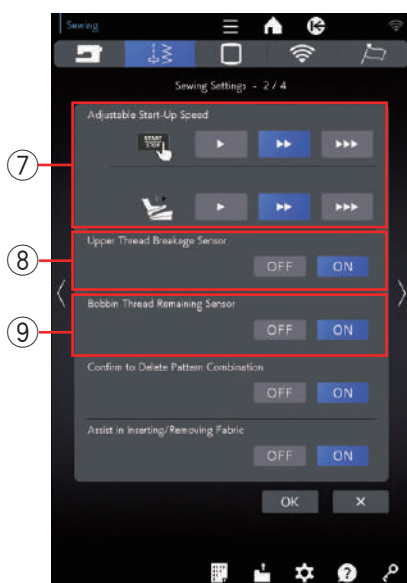 Sewing
Sewing Settings - 2 / 4
Adjustable Start-Up Speed
START
STOP
⑦
Upper Thread Breakage Sensor
⑧
OFF ON
Bobbin Thread Remaining Sensor
⑨
OFF ON
Confirm to Delete Pattern Combination
OFF ON
Assist in Inserting/Removing Fabric
OFF ON
OK ×
?